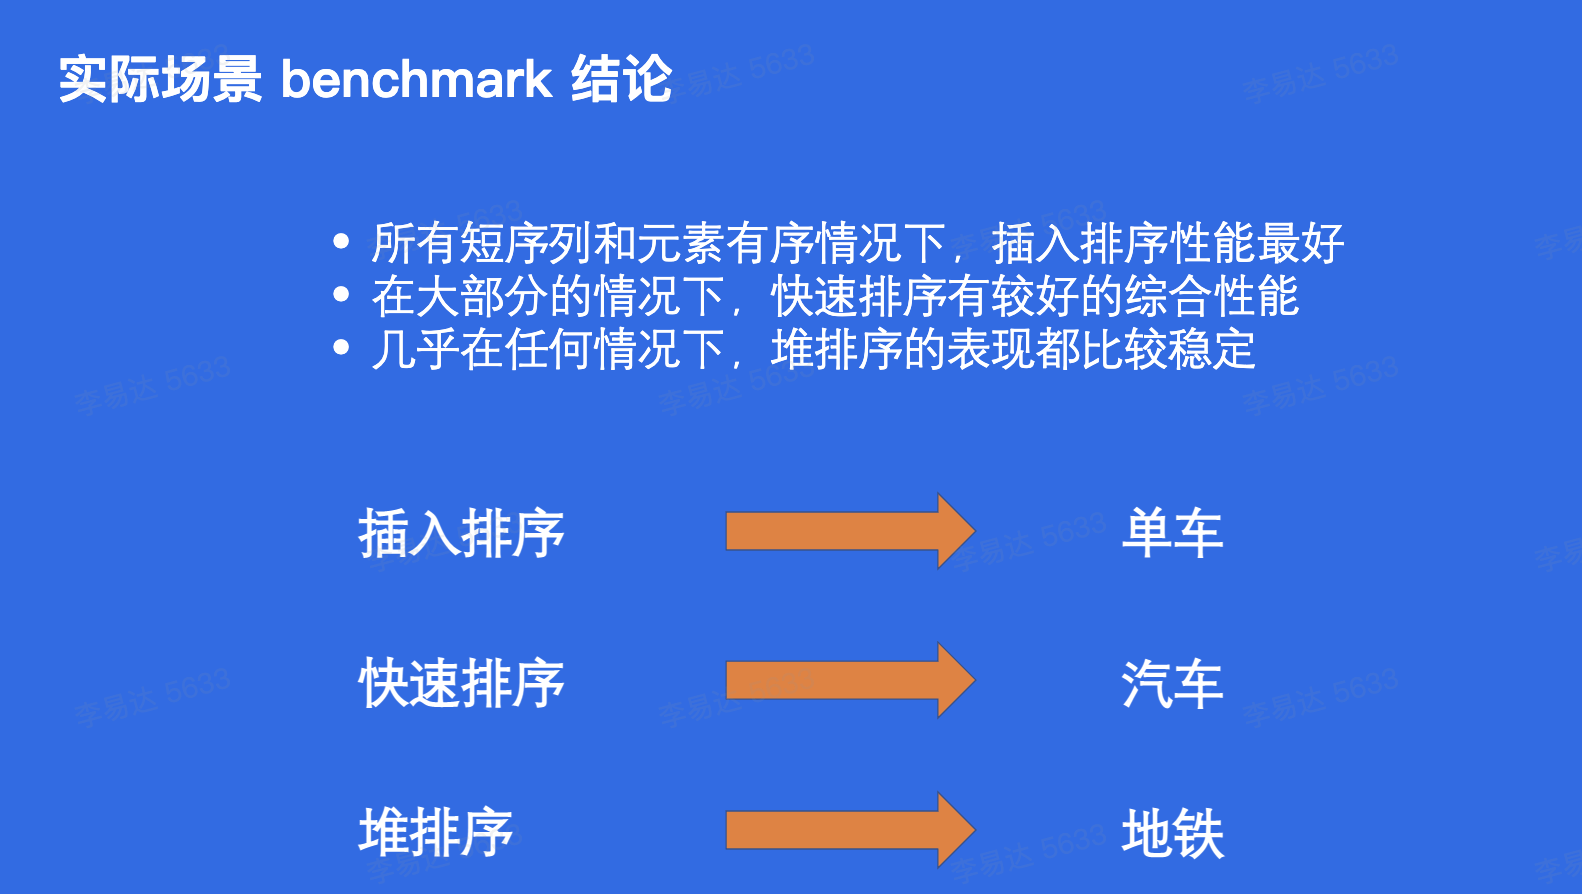 实际场景 benchmark 结论
• 所有短序列和元素有序情况下，插入排序性能最好
• 在大部分的情况下，快速排序有较好的综合性能
• 几乎在任何情况下，堆排序的表现都比较稳定
插入排序 单车
快速排序 汽车
堆排序 地铁
李易达 5633